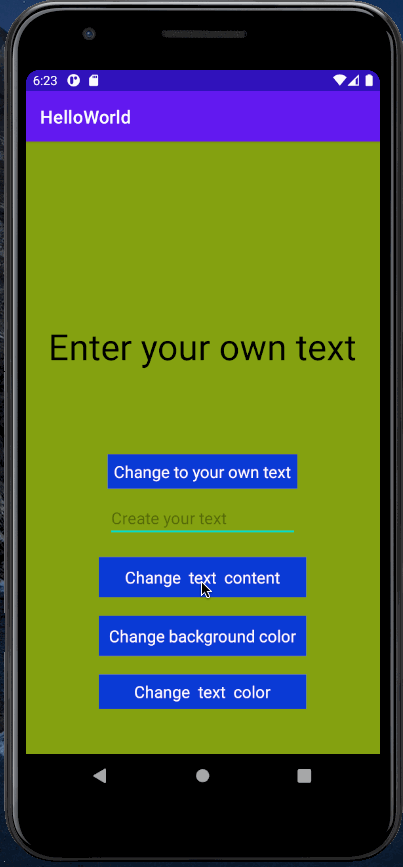 6:23
HelloWorld
Enter your own text
Change to your own text
Create your text
Change text content
Change background color
Change text color